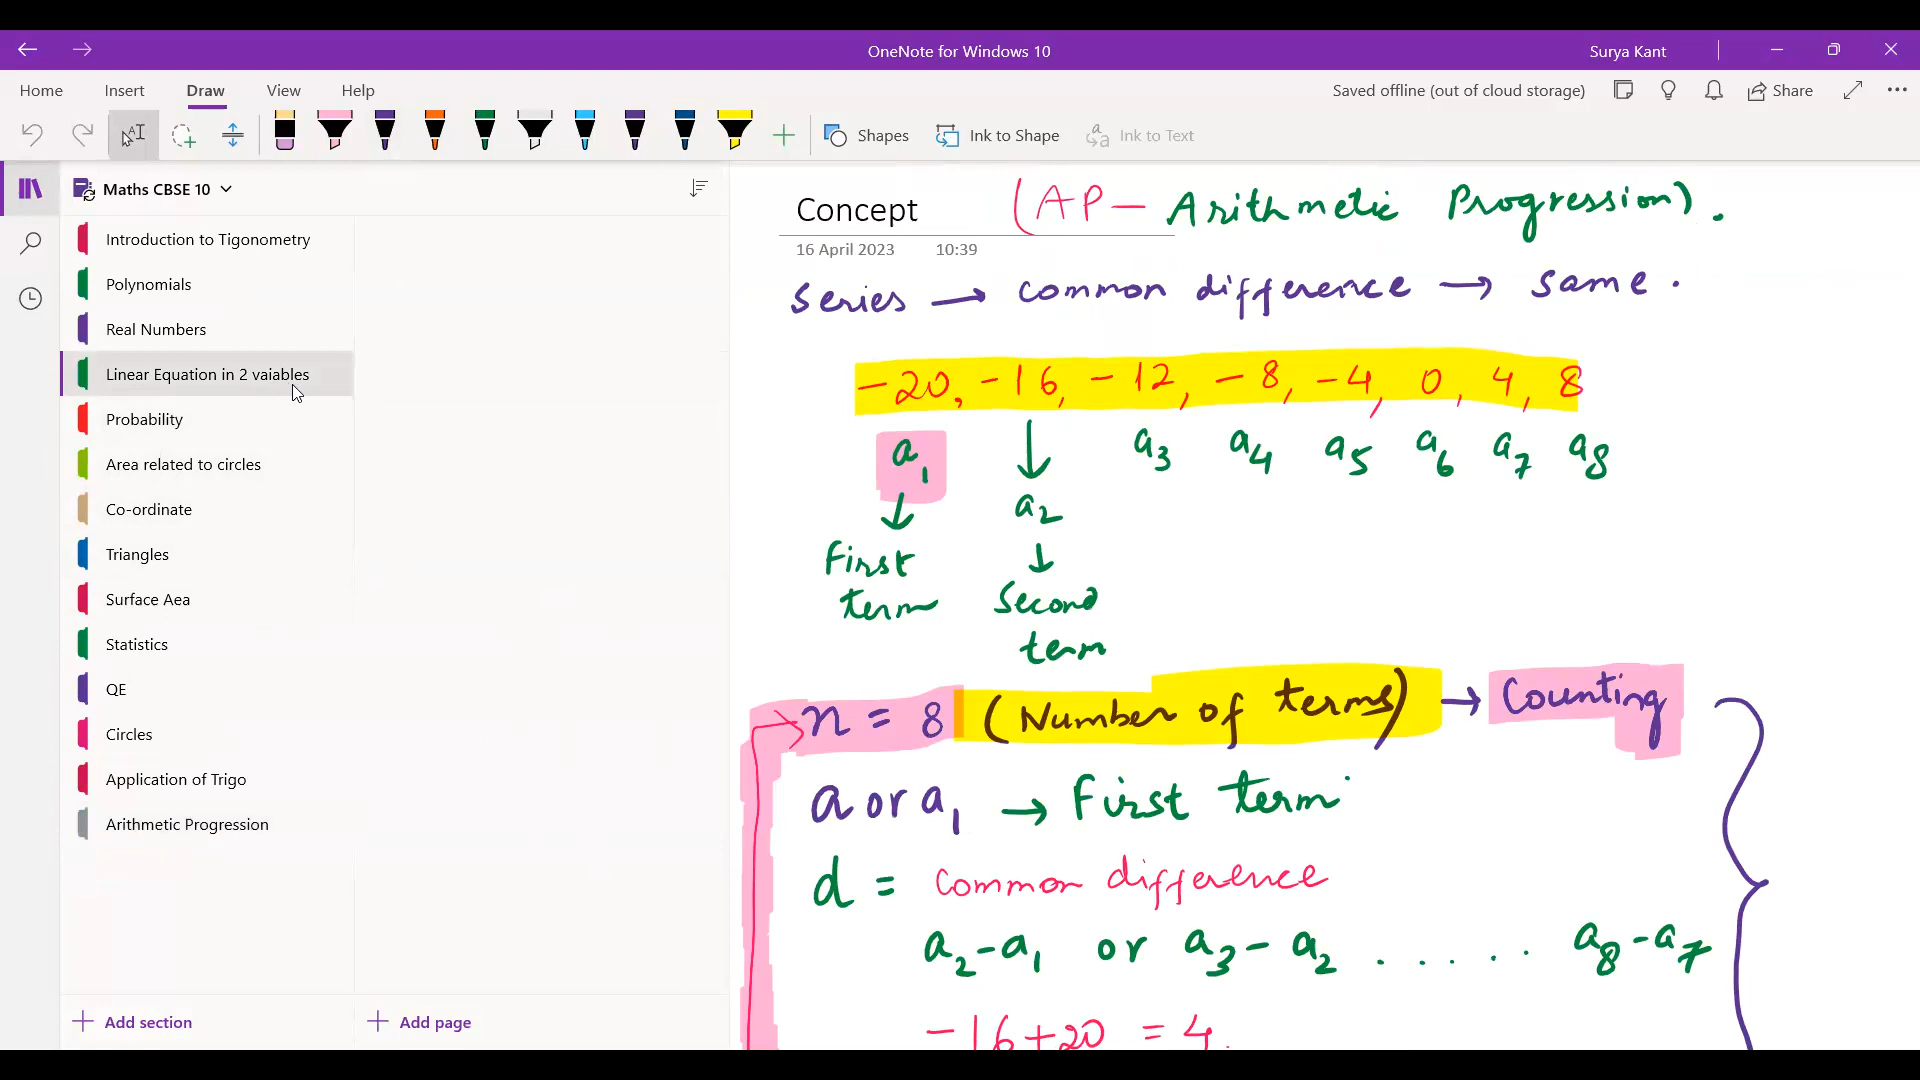 OneNote for Windows 10
Surya Kant
Home Insert Draw View Help
Saved offline (out of cloud storage) Share
Shapes Ink to Shape Ink to Text
Maths CBSE 10
Introduction to Tigonometry
Polynomials
Real Numbers
Linear Equation in 2 vaiables
Probability
Area related to circles
Co-ordinate
Triangles
Surface Aea
Statistics
QE
Circles
Application of Trigo
Arithmetic Progression
Add section Add page
Concept (AP – Arithmetic Progression).
16 April 2023 10:39
Series → common difference → same.
-20, -16, -12, -8, -4, 0, 4, 8
a1 ↓ a3 a4 a5 a6 a7 a8
↓ a2
First ↓
term Second
term
n = 8 (Number of terms) → Counting
a or a1 → First term
d = common difference
a2-a1 or a3-a2 ...... a8-a7
-16+20 = 4.